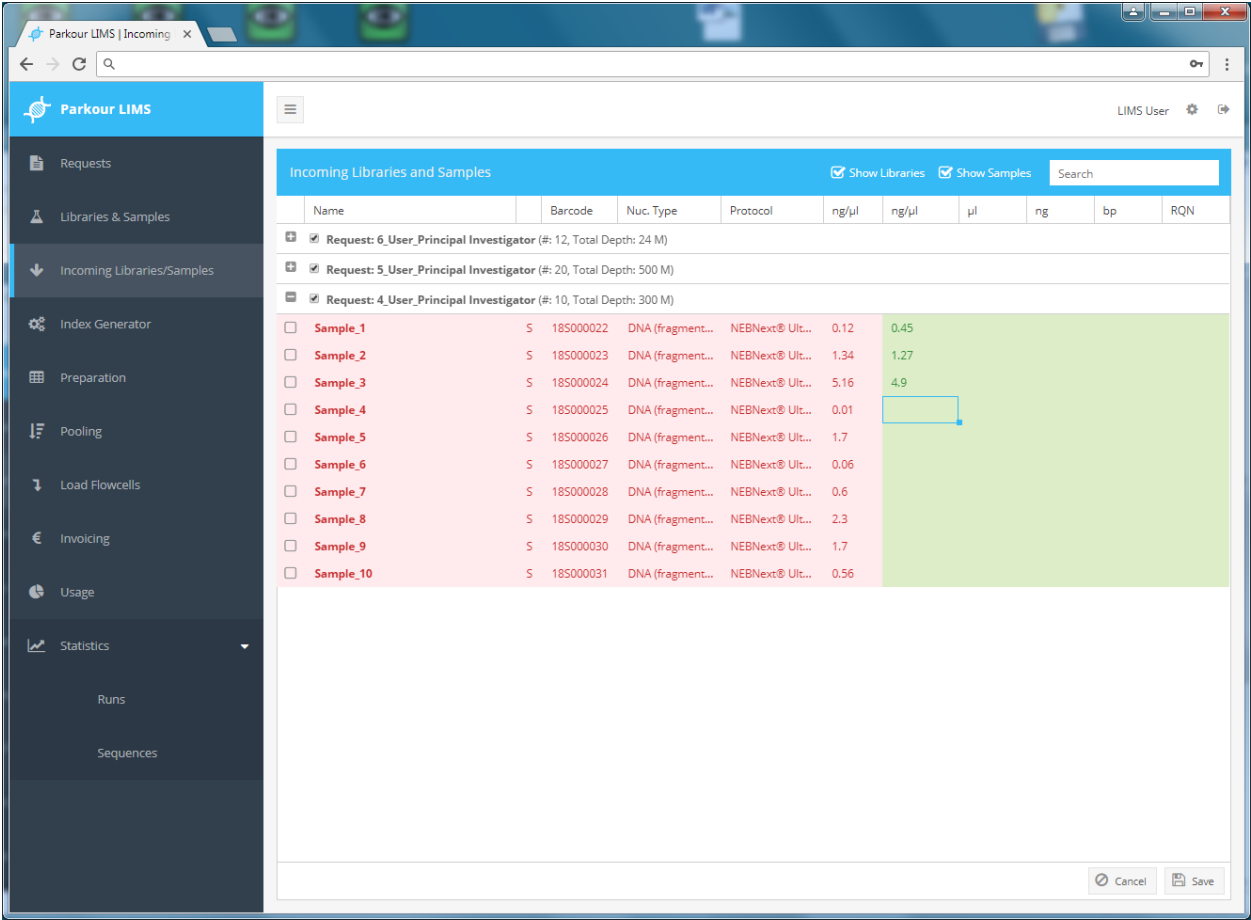 Parkour LIMS | Incoming
Parkour LIMS
LIMS User
Requests
Libraries & Samples
Incoming Libraries/Samples
Index Generator
Preparation
Pooling
Load Flowcells
Invoicing
Usage
Statistics
Runs
Sequences
Incoming Libraries and Samples Show Libraries Show Samples Search
Name Barcode Nuc. Type Protocol ng/µl ng/µl µl ng bp RQN
Request: 6_User_Principal Investigator (#: 12, Total Depth: 24 M)
Request: 5_User_Principal Investigator (#: 20, Total Depth: 500 M)
Request: 4_User_Principal Investigator (#: 10, Total Depth: 300 M)
Sample_1 S 18S000022 DNA (fragment... NEBNext® Ult... 0.12 0.45
Sample_2 S 18S000023 DNA (fragment... NEBNext® Ult... 1.34 1.27
Sample_3 S 18S000024 DNA (fragment... NEBNext® Ult... 5.16 4.9
Sample_4 S 18S000025 DNA (fragment... NEBNext® Ult... 0.01
Sample_5 S 18S000026 DNA (fragment... NEBNext® Ult... 1.7
Sample_6 S 18S000027 DNA (fragment... NEBNext® Ult... 0.06
Sample_7 S 18S000028 DNA (fragment... NEBNext® Ult... 0.6
Sample_8 S 18S000029 DNA (fragment... NEBNext® Ult... 2.3
Sample_9 S 18S000030 DNA (fragment... NEBNext® Ult... 1.7
Sample_10 S 18S000031 DNA (fragment... NEBNext® Ult... 0.56
Cancel Save